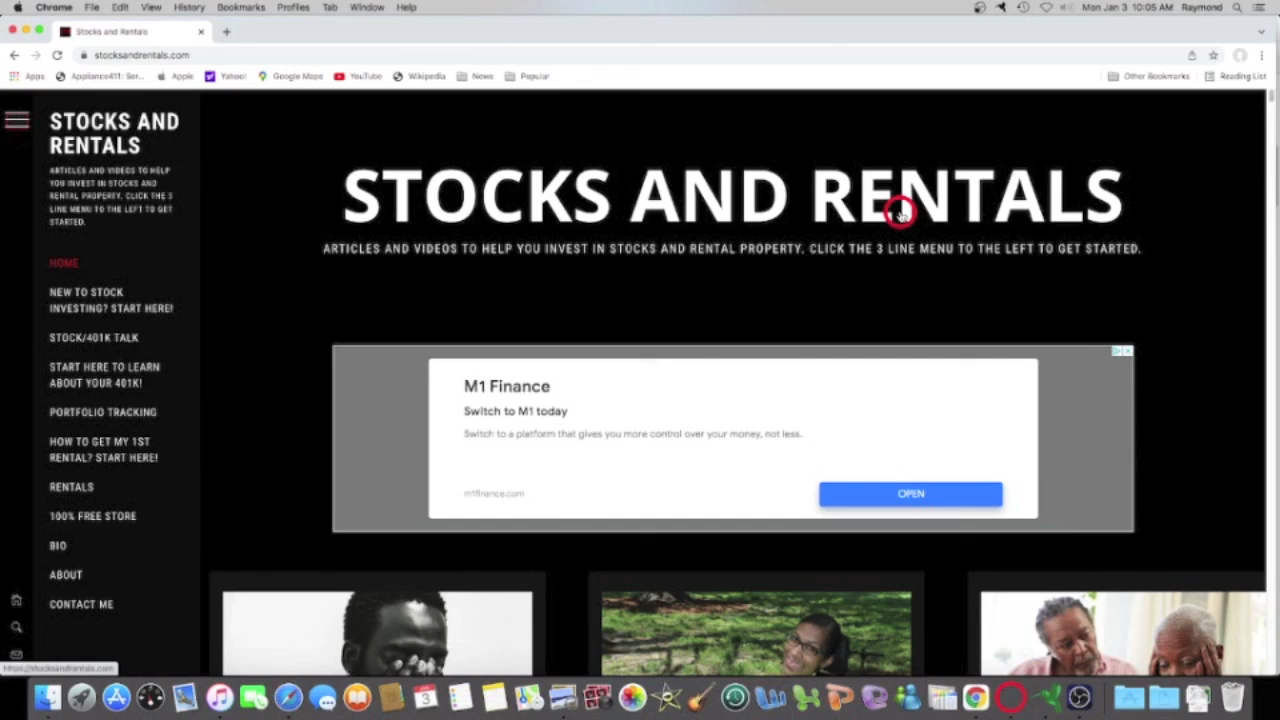 Chrome File Edit View History Bookmarks Profiles Tab Window Help
Mon Jan 3 10:05 AM Raymond
Stocks and Rentals
stocksandrentals.com
Apps Appliance411: Ser... Apple Yahoo! Google Maps YouTube Wikipedia News Popular
Other Bookmarks Reading List
STOCKS AND
RENTALS
ARTICLES AND VIDEOS TO HELP
YOU INVEST IN STOCKS AND
RENTAL PROPERTY. CLICK THE 3
LINE MENU TO THE LEFT TO GET
STARTED.
HOME
NEW TO STOCK
INVESTING? START HERE!
STOCK/401K TALK
START HERE TO LEARN
ABOUT YOUR 401K!
PORTFOLIO TRACKING
HOW TO GET MY 1ST
RENTAL? START HERE!
RENTALS
100% FREE STORE
BIO
ABOUT
CONTACT ME
https://stocksandrentals.com
STOCKS AND RENTALS
ARTICLES AND VIDEOS TO HELP YOU INVEST IN STOCKS AND RENTAL PROPERTY. CLICK THE 3 LINE MENU TO THE LEFT TO GET STARTED.
M1 Finance
Switch to M1 today
Switch to a platform that gives you more control over your money, not less.
m1finance.com
OPEN
3